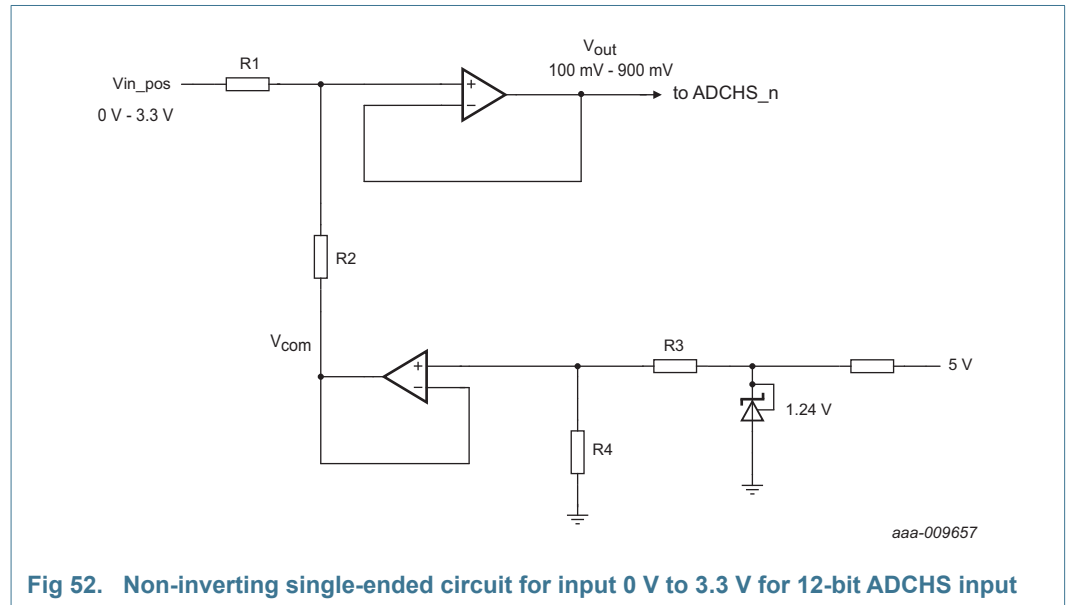 Vout
100 mV - 900 mV
R1
Vin_pos
0 V - 3.3 V
+
−
to ADCHS_n
R2
Vcom
+
−
R3
5 V
1.24 V
R4
aaa-009657
Fig 52. Non-inverting single-ended circuit for input 0 V to 3.3 V for 12-bit ADCHS input